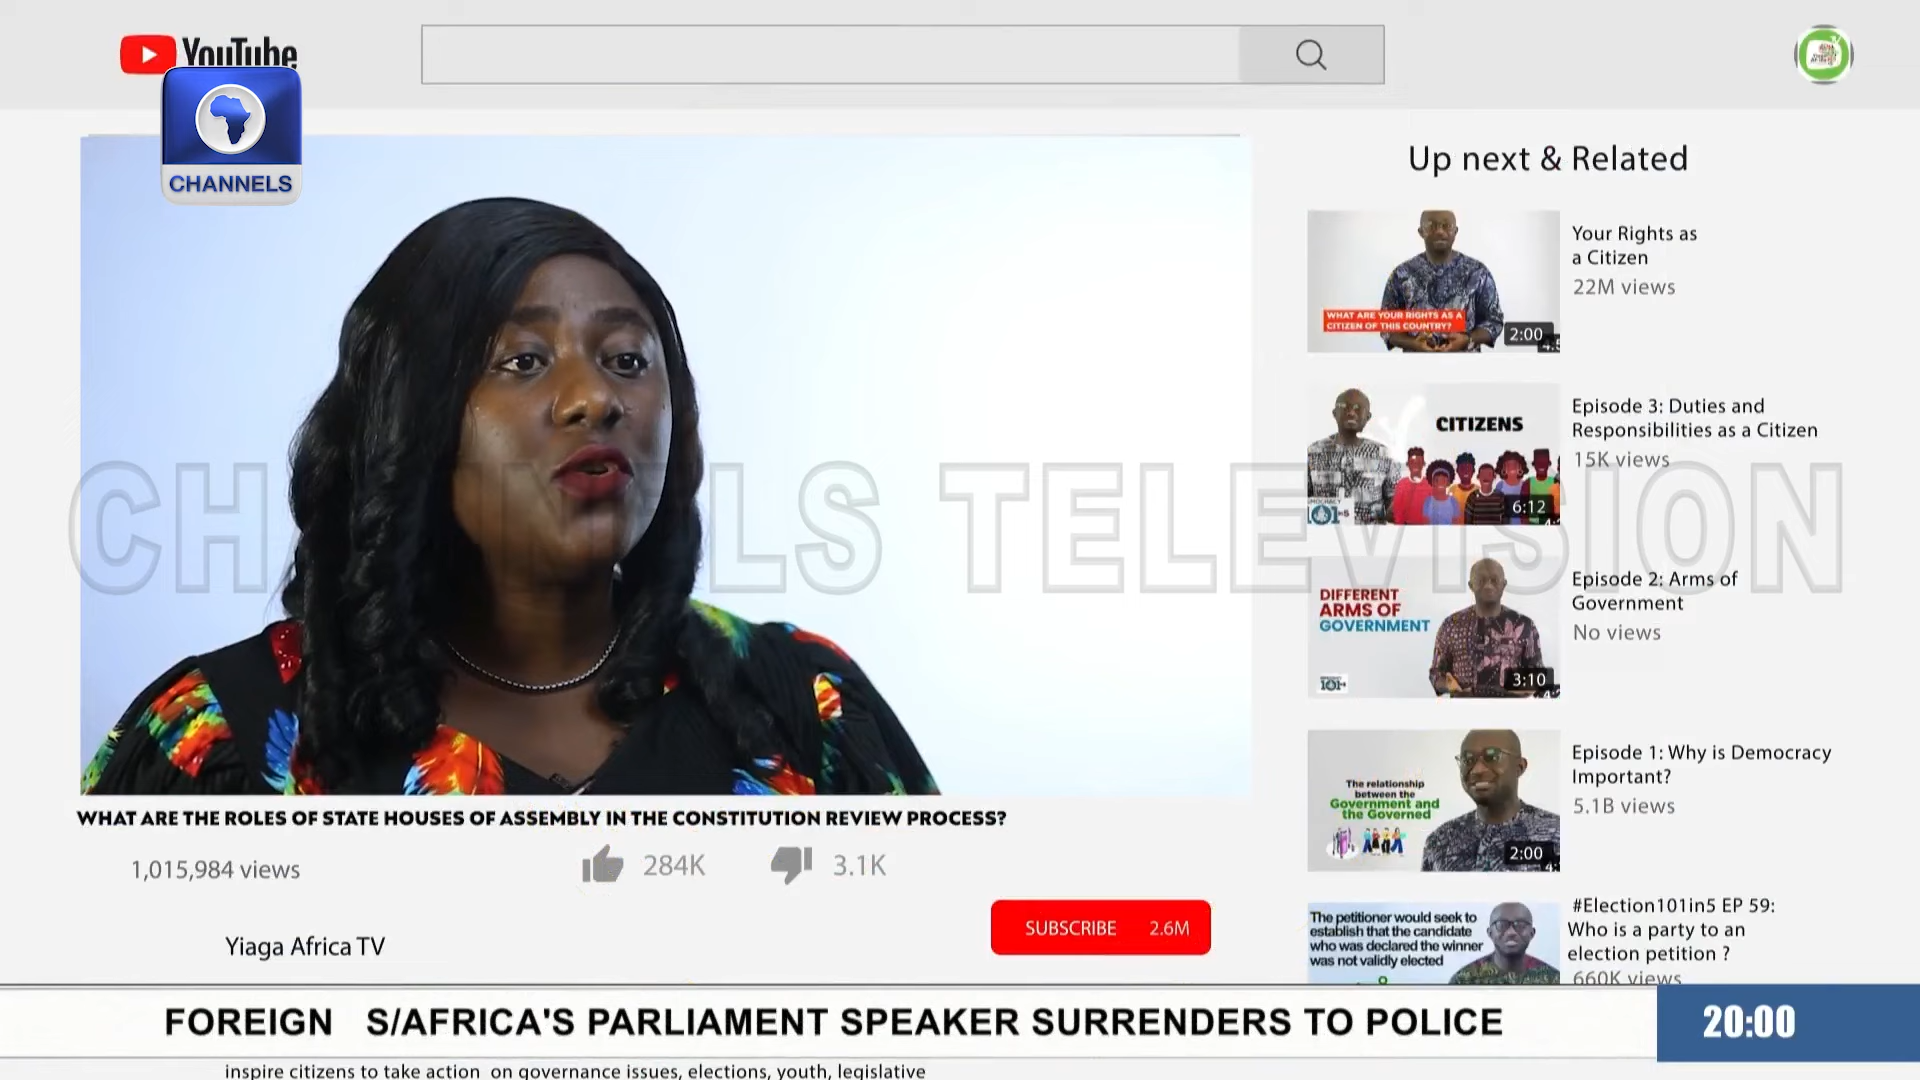 YouTube
CHANNELS
Up next & Related
WHAT ARE YOUR RIGHTS AS A
CITIZEN OF THIS COUNTRY?
2:00
Your Rights as
a Citizen
22M views
CITIZENS
101
6:12
Episode 3: Duties and
Responsibilities as a Citizen
15K views
CHANNELS TELEVISION
DIFFERENT
ARMS OF
GOVERNMENT
101
3:10
Episode 2: Arms of
Government
No views
The relationship
between the
Government and
the Governed
2:00
Episode 1: Why is Democracy
Important?
5.1B views
WHAT ARE THE ROLES OF STATE HOUSES OF ASSEMBLY IN THE CONSTITUTION REVIEW PROCESS?
1,015,984 views
284K
3.1K
SUBSCRIBE 2.6M
Yiaga Africa TV
The petitioner would seek to
establish that the candidate
who was declared the winner
was not validly elected
#Election101in5 EP 59:
Who is a party to an
election petition ?
660K views
FOREIGN S/AFRICA'S PARLIAMENT SPEAKER SURRENDERS TO POLICE
20:00
inspire citizens to take action on governance issues, elections, youth, legislative